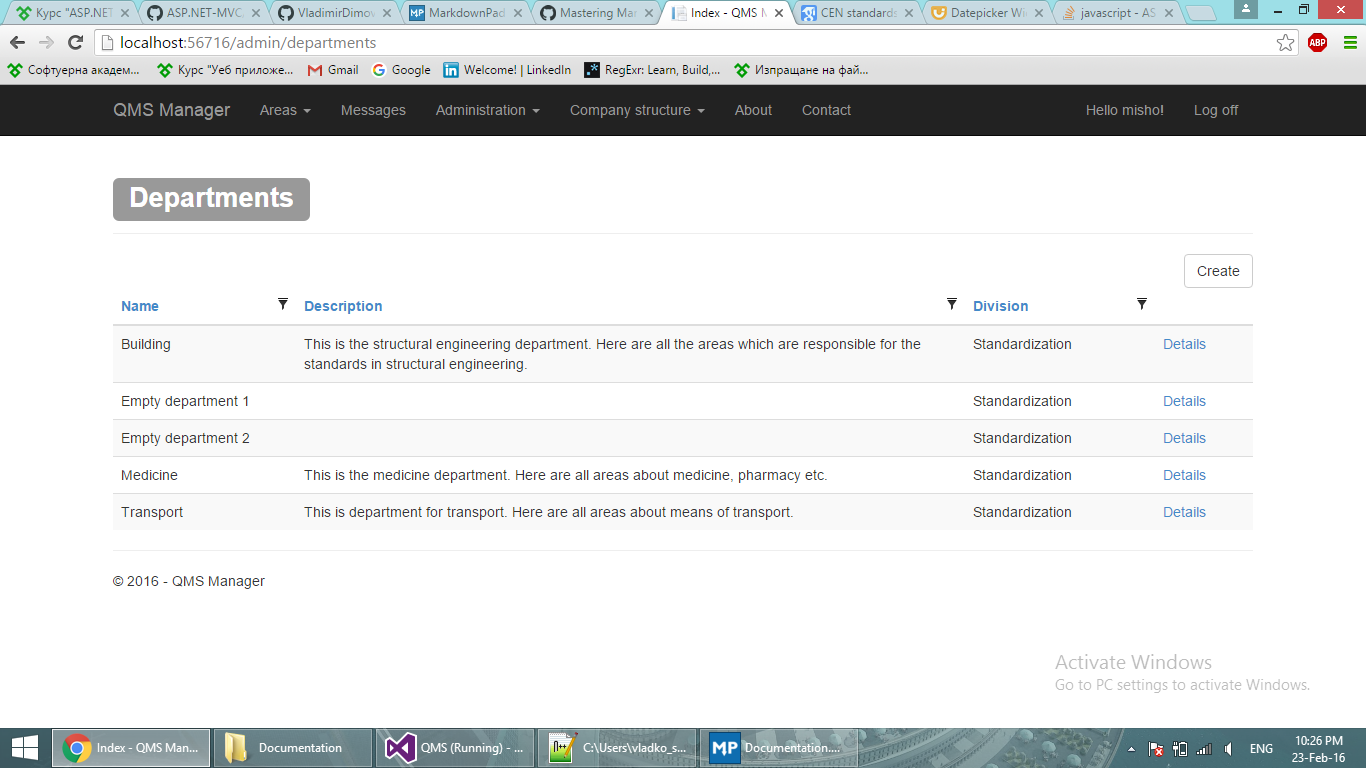 Курс "ASP.NET
ASP.NET-MVC
VladimirDimov
MarkdownPad
Mastering Mar
Index - QMS M
CEN standards
Datepicker Wi
javascript - AS
localhost:56716/admin/departments
ABP
Софтуерна академ...
Курс "Уеб приложе...
Gmail
Google
Welcome! | LinkedIn
RegExr: Learn, Build,...
Изпращане на фай...
QMS Manager
Areas
Messages
Administration
Company structure
About
Contact
Hello misho!
Log off
Departments
Create
Name Description Division
Building This is the structural engineering department. Here are all the areas which are responsible for the Standardization Details
standards in structural engineering.
Empty department 1 Standardization Details
Empty department 2 Standardization Details
Medicine This is the medicine department. Here are all areas about medicine, pharmacy etc. Standardization Details
Transport This is department for transport. Here are all areas about means of transport. Standardization Details
© 2016 - QMS Manager
Activate Windows
Go to PC settings to activate Windows.
Index - QMS Man...
Documentation
QMS (Running) - ...
C:\Users\vladko_s...
MP
Documentation....
ENG
10:26 PM
23-Feb-16